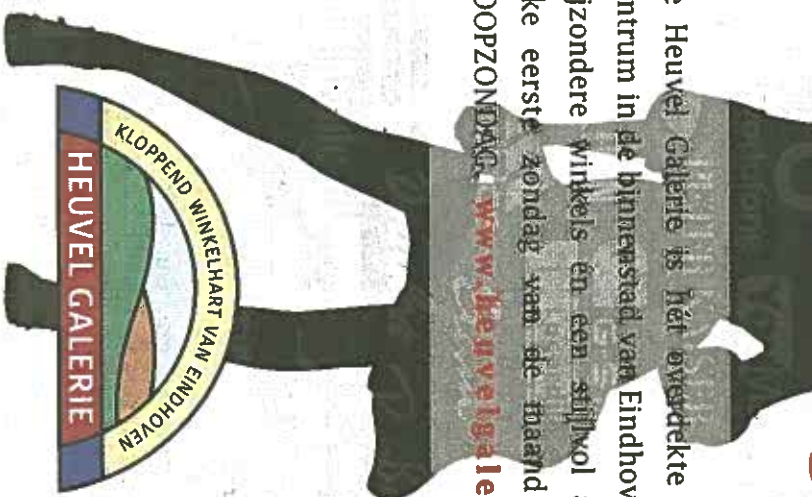 e Heuvel Galerie is hét overdekte
ntrum in de binnenstad van Eindhov
ijzondere winkels én een stijlvol
ke eerste zondag van de maand
OOPZONDAG. www.heuvelgale
KLOPPEND WINKELHART VAN EINDHOVEN
HEUVEL GALERIE